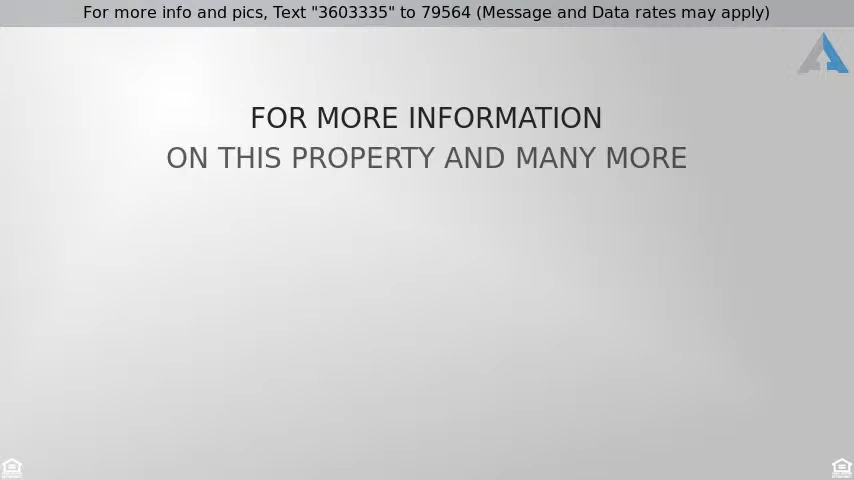 For more info and pics, Text "3603335" to 79564 (Message and Data rates may apply)
FOR MORE INFORMATION
ON THIS PROPERTY AND MANY MORE